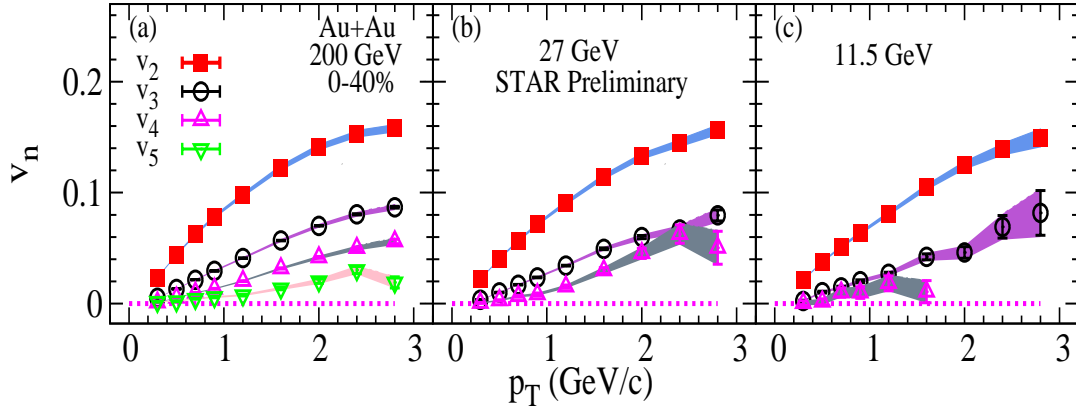 (a) Au+Au
200 GeV
0-40%
v2
v3
v4
v5
(b)
27 GeV
STAR Preliminary
(c)
11.5 GeV
vn
0.2
0.1
0
0 1 2 3
0 1 2 3
0 1 2 3
pT (GeV/c)